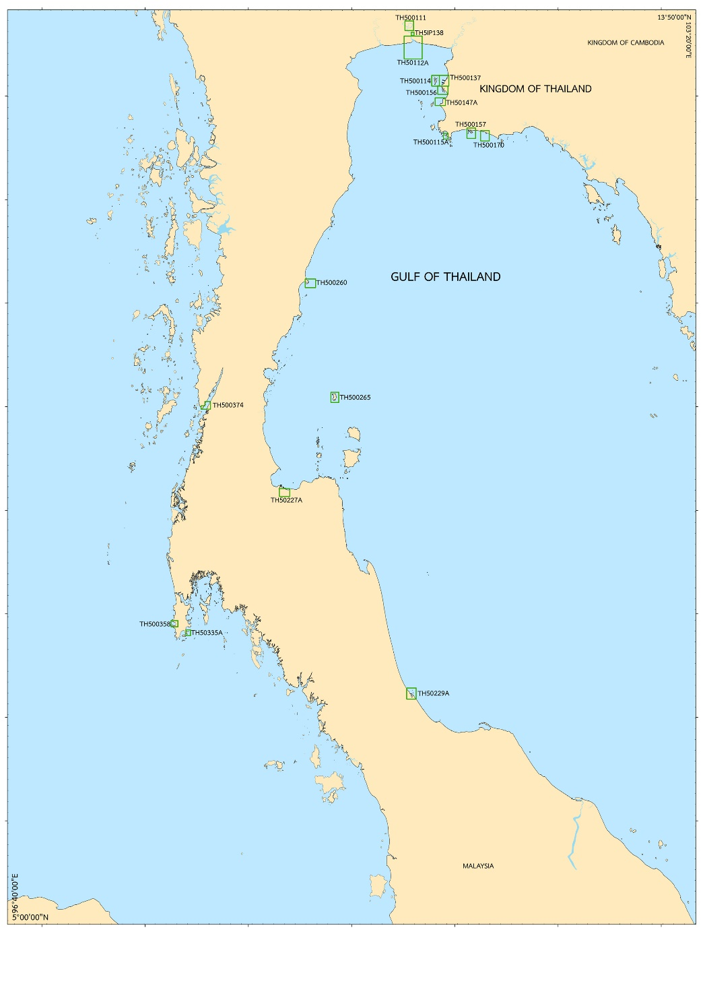 TH500111
13°50'00"N
103°20'00"E
TH5IP138
KINGDOM OF CAMBODIA
TH50112A
TH500114
TH500137
KINGDOM OF THAILAND
TH500156
TH50147A
TH500157
TH500115A
TH500170
GULF OF THAILAND
TH500260
TH500265
TH500374
TH50227A
TH500358
TH50335A
TH50229A
MALAYSIA
96°40'00"E
5°00'00"N